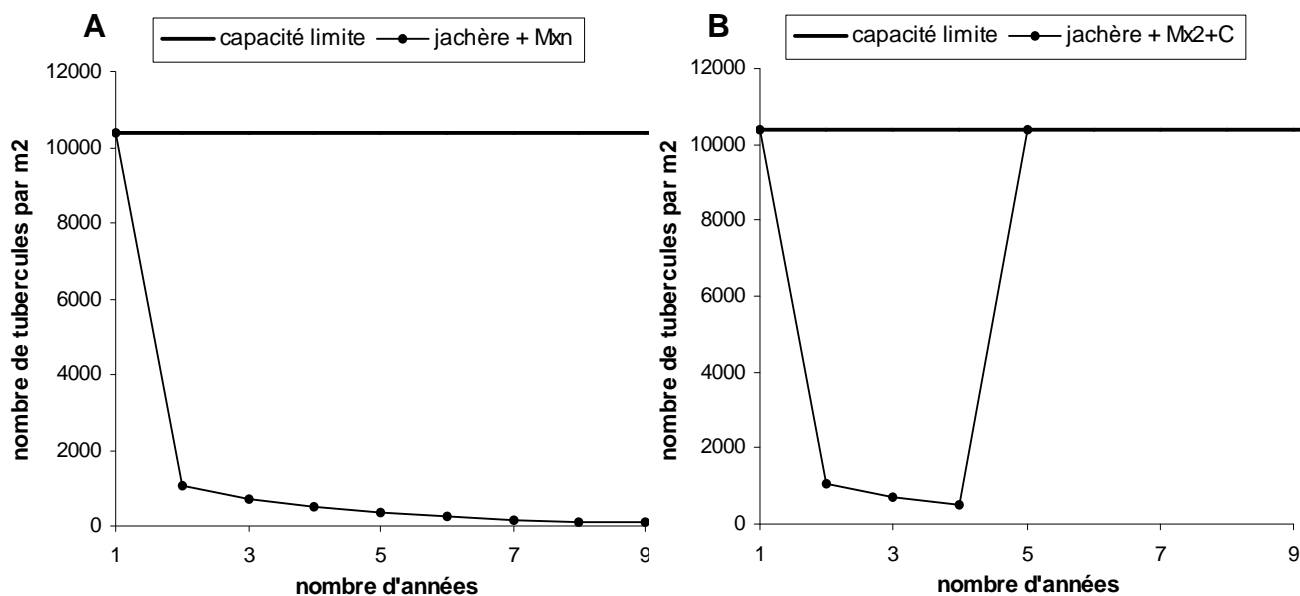 A
capacité limite
jachère + Mxn
12000
10000
8000
6000
4000
2000
0
nombre de tubercules par m2
1
3
5
7
9
nombre d'années
B
capacité limite
jachère + Mx2+C
12000
10000
8000
6000
4000
2000
0
nombre de tubercules par m2
1
3
5
7
9
nombre d'années